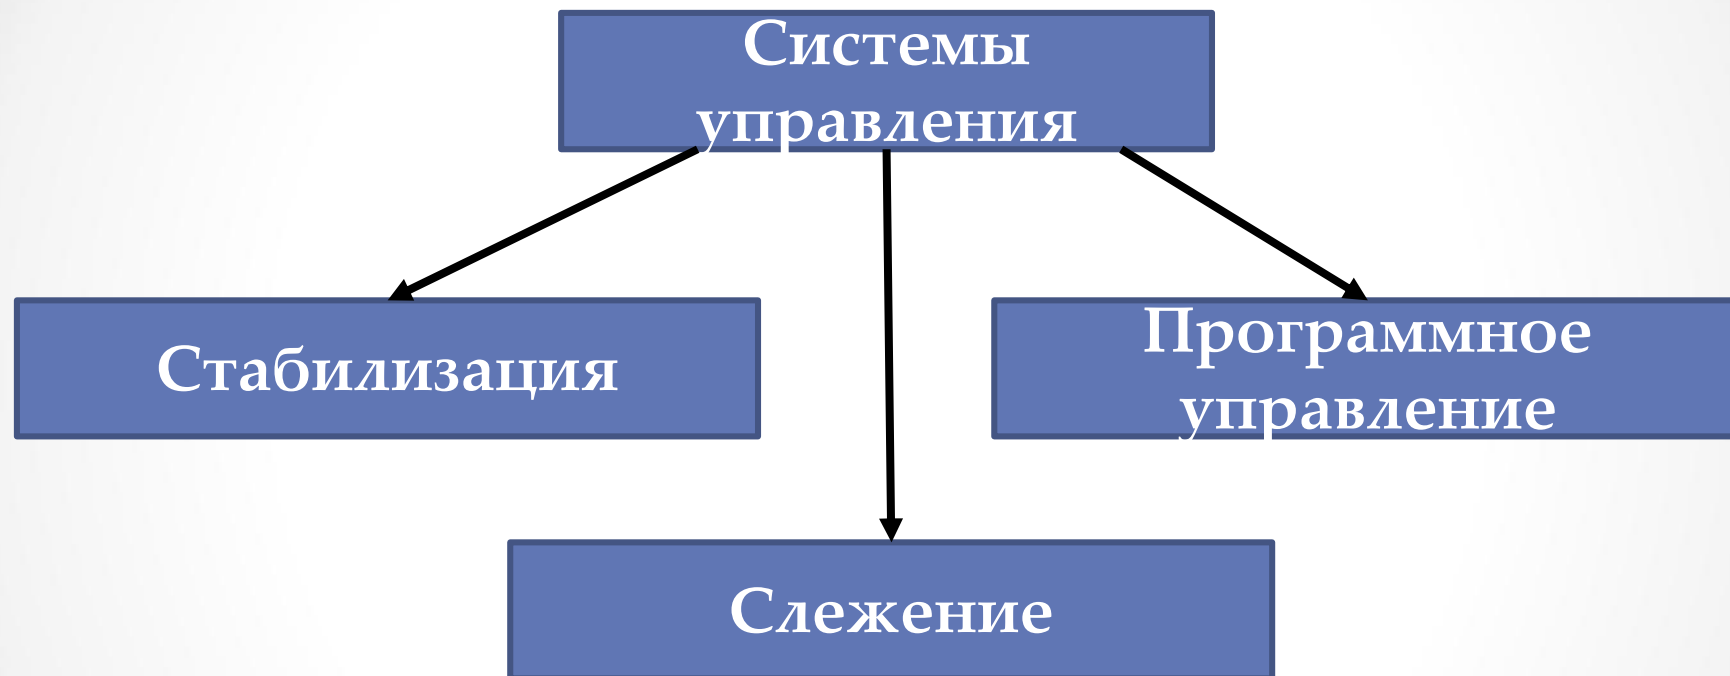 Системы
управления
Стабилизация
Программное
управление
Слежение